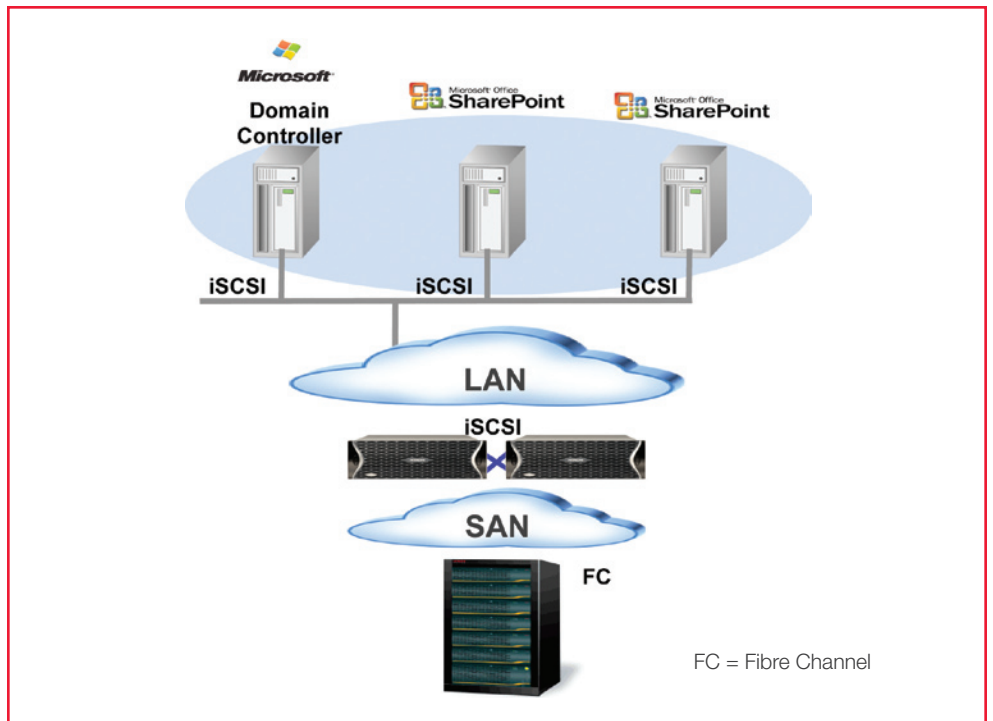 Microsoft
Domain
Controller
Microsoft Office
SharePoint
Microsoft Office
SharePoint
iSCSI
iSCSI
iSCSI
LAN
iSCSI
SAN
FC
FC = Fibre Channel